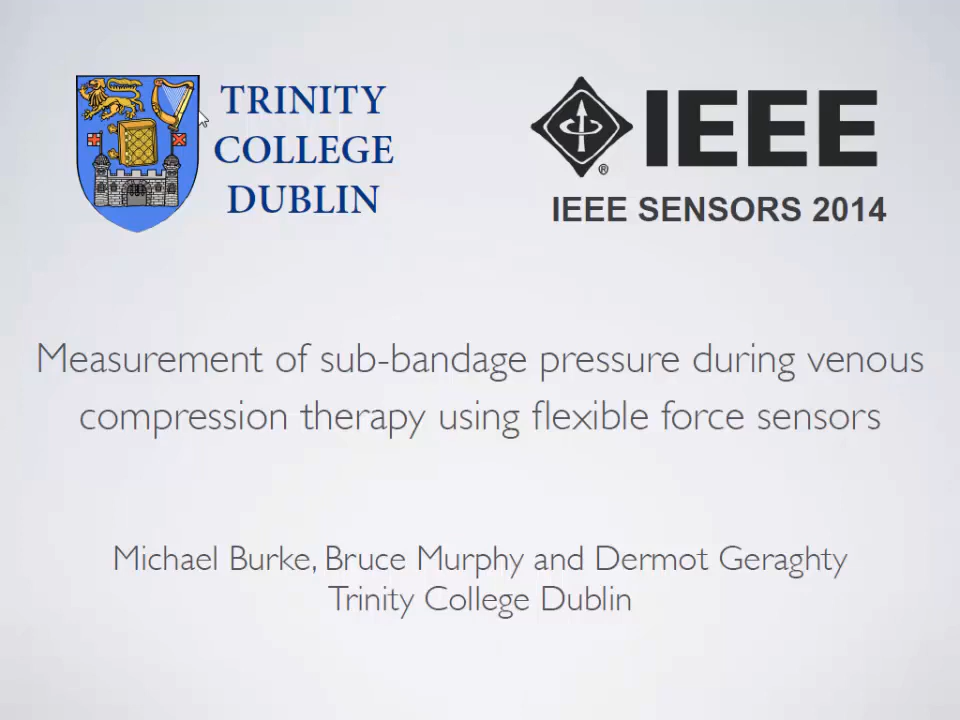 TRINITY
COLLEGE
DUBLIN
IEEE
®
IEEE SENSORS 2014
Measurement of sub-bandage pressure during venous
compression therapy using flexible force sensors
Michael Burke, Bruce Murphy and Dermot Geraghty
Trinity College Dublin